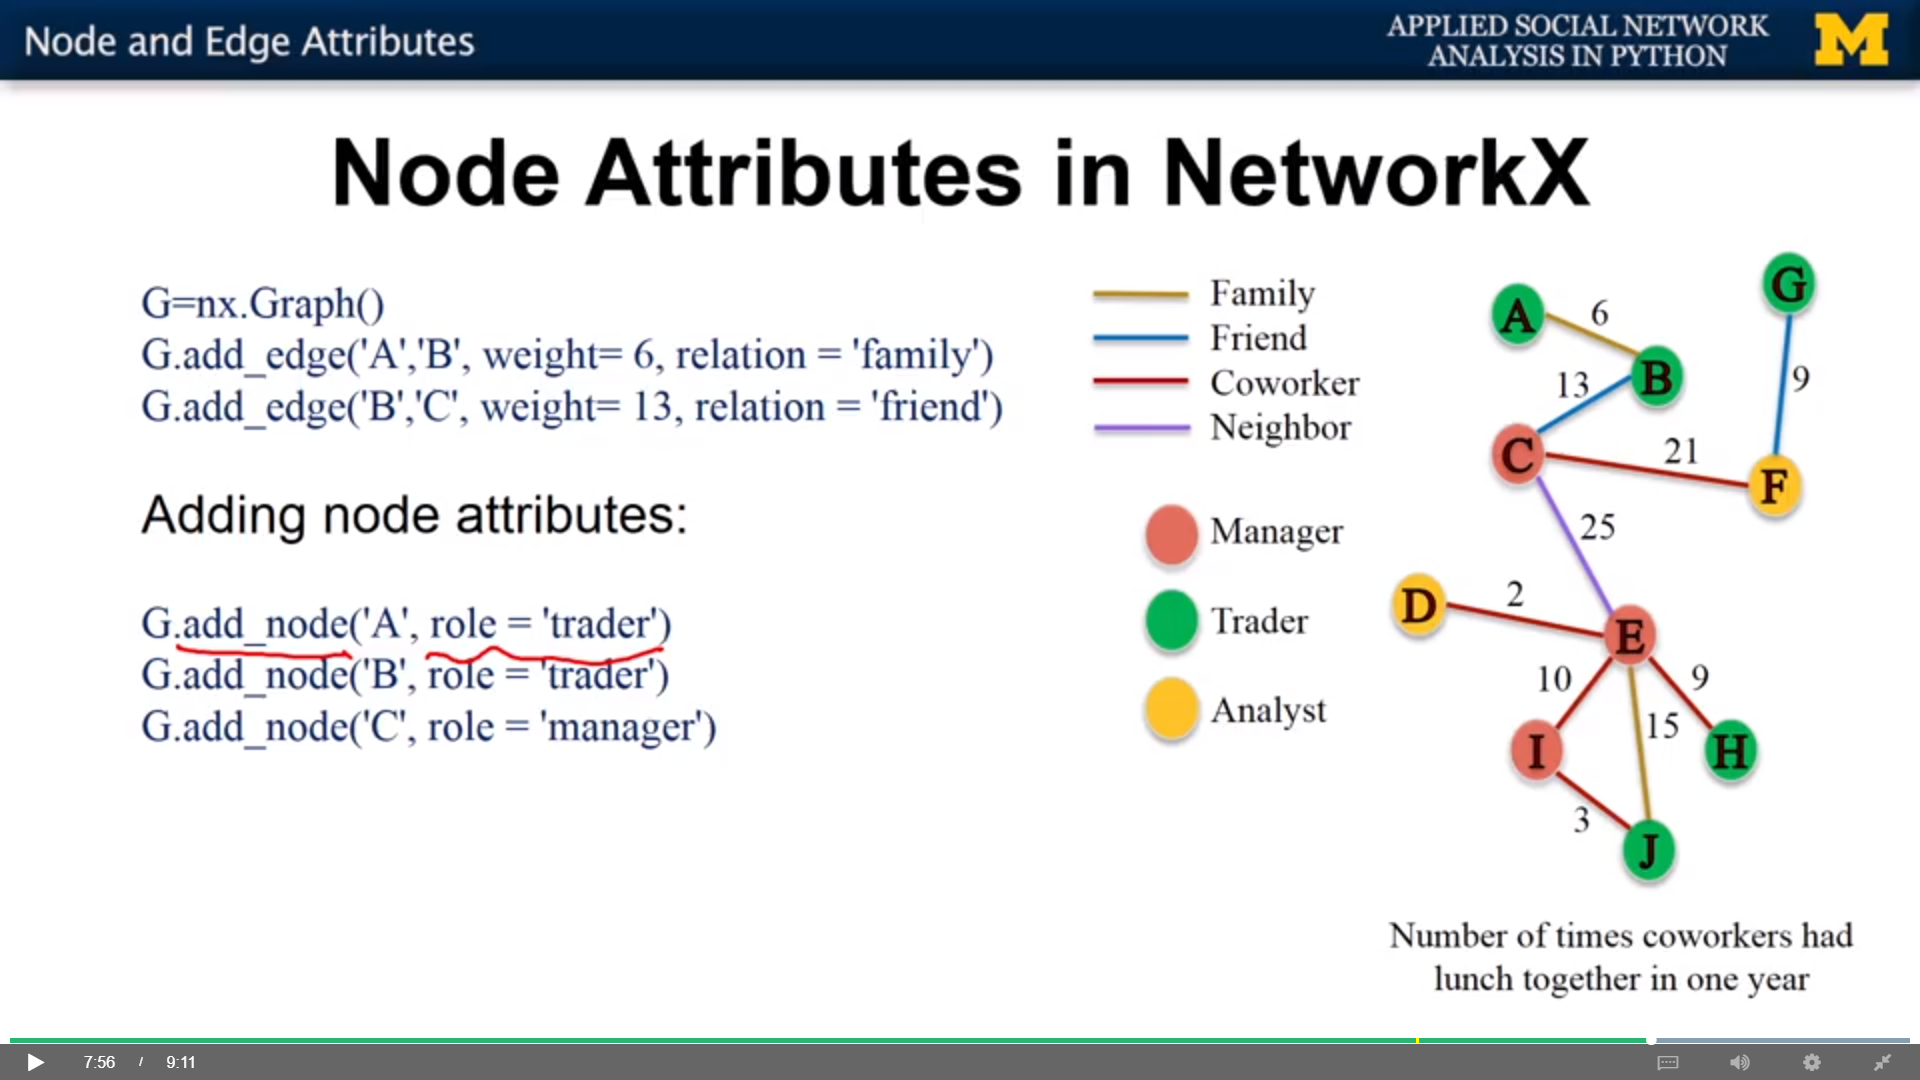 Node and Edge Attributes
APPLIED SOCIAL NETWORK
ANALYSIS IN PYTHON
M
Node Attributes in NetworkX
G=nx.Graph()
G.add_edge('A','B', weight= 6, relation = 'family')
G.add_edge('B','C', weight= 13, relation = 'friend')
Adding node attributes:
G.add_node('A', role = 'trader')
G.add_node('B', role = 'trader')
G.add_node('C', role = 'manager')
Family
Friend
Coworker
Neighbor
Manager
Trader
Analyst
G
A
6
B
9
13
C
21
F
25
D
2
E
10
9
15
I
H
3
J
Number of times coworkers had
lunch together in one year
7:56 / 9:11